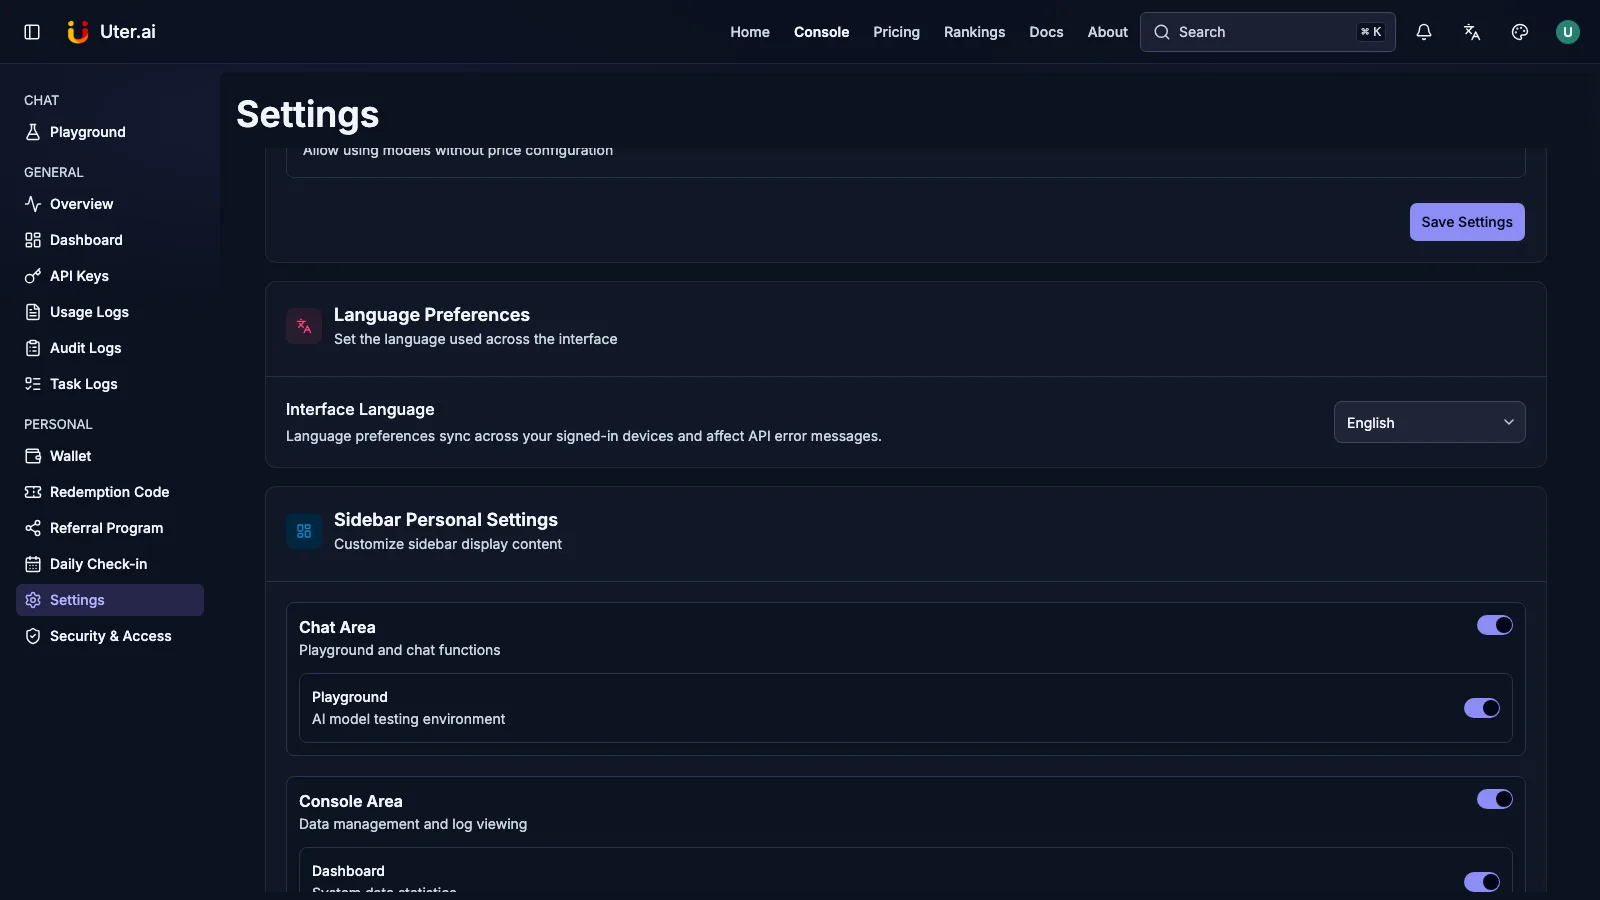 Uter.ai
Home
Console
Pricing
Rankings
Docs
About
Search
⌘ K
U
CHAT
Playground
GENERAL
Overview
Dashboard
API Keys
Usage Logs
Audit Logs
Task Logs
PERSONAL
Wallet
Redemption Code
Referral Program
Daily Check-in
Settings
Security & Access
Settings
Allow using models without price configuration
Save Settings
Language Preferences
Set the language used across the interface
Interface Language
Language preferences sync across your signed-in devices and affect API error messages.
English
Sidebar Personal Settings
Customize sidebar display content
Chat Area
Playground and chat functions
Playground
AI model testing environment
Console Area
Data management and log viewing
Dashboard
System data statistics